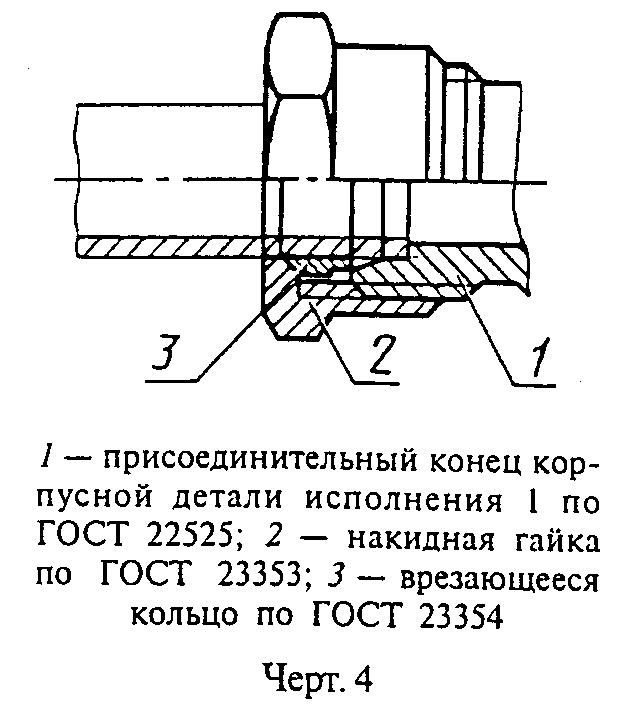 3 2 1
1 — присоединительный конец кор-
пусной детали исполнения 1 по
ГОСТ 22525; 2 — накидная гайка
по ГОСТ 23353; 3 — врезающееся
кольцо по ГОСТ 23354
Черт. 4